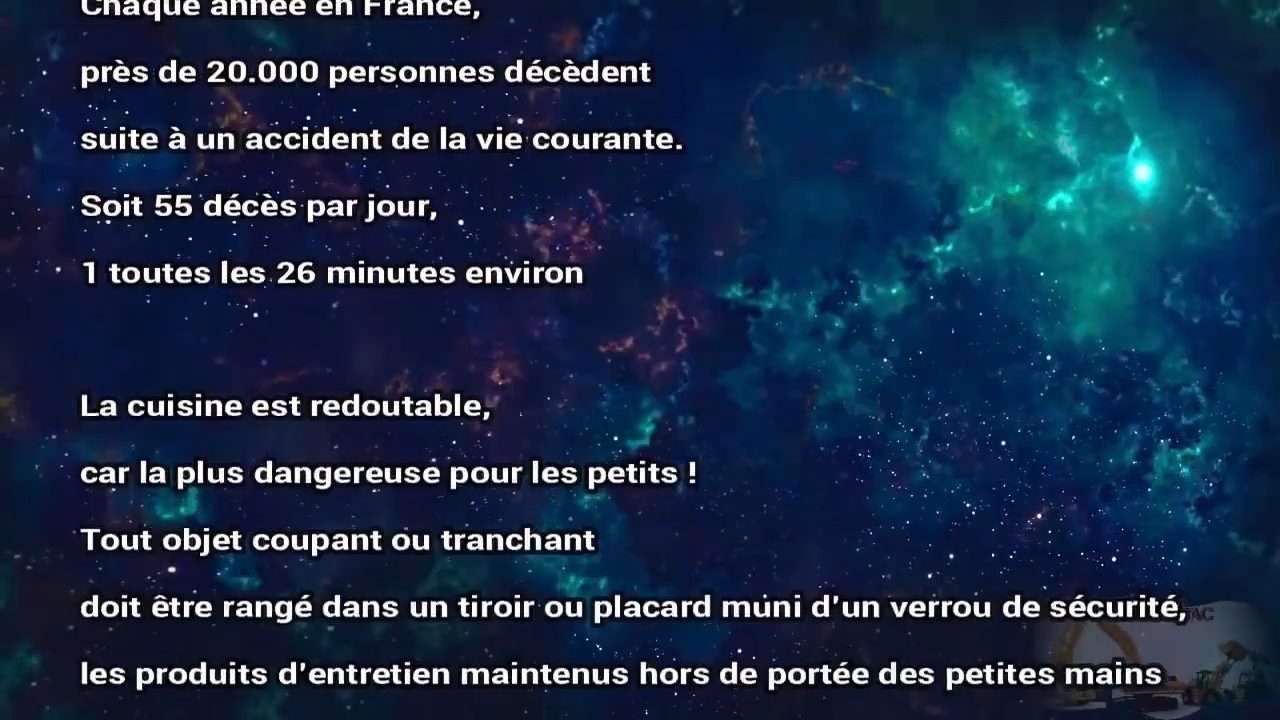 Chaque année en France,
près de 20.000 personnes décèdent
suite à un accident de la vie courante.
Soit 55 décès par jour,
1 toutes les 26 minutes environ
La cuisine est redoutable,
car la plus dangereuse pour les petits !
Tout objet coupant ou tranchant
doit être rangé dans un tiroir ou placard muni d'un verrou de sécurité,
les produits d'entretien maintenus hors de portée des petites mains